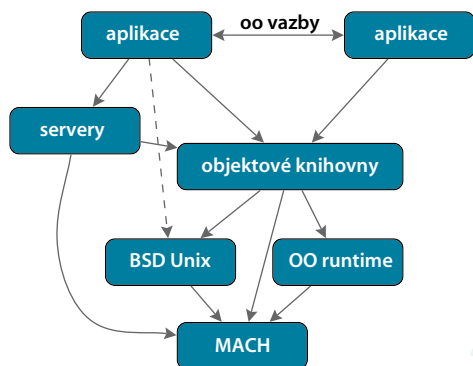 aplikace
oo vazby
aplikace
servery
objektové knihovny
BSD Unix
OO runtime
MACH